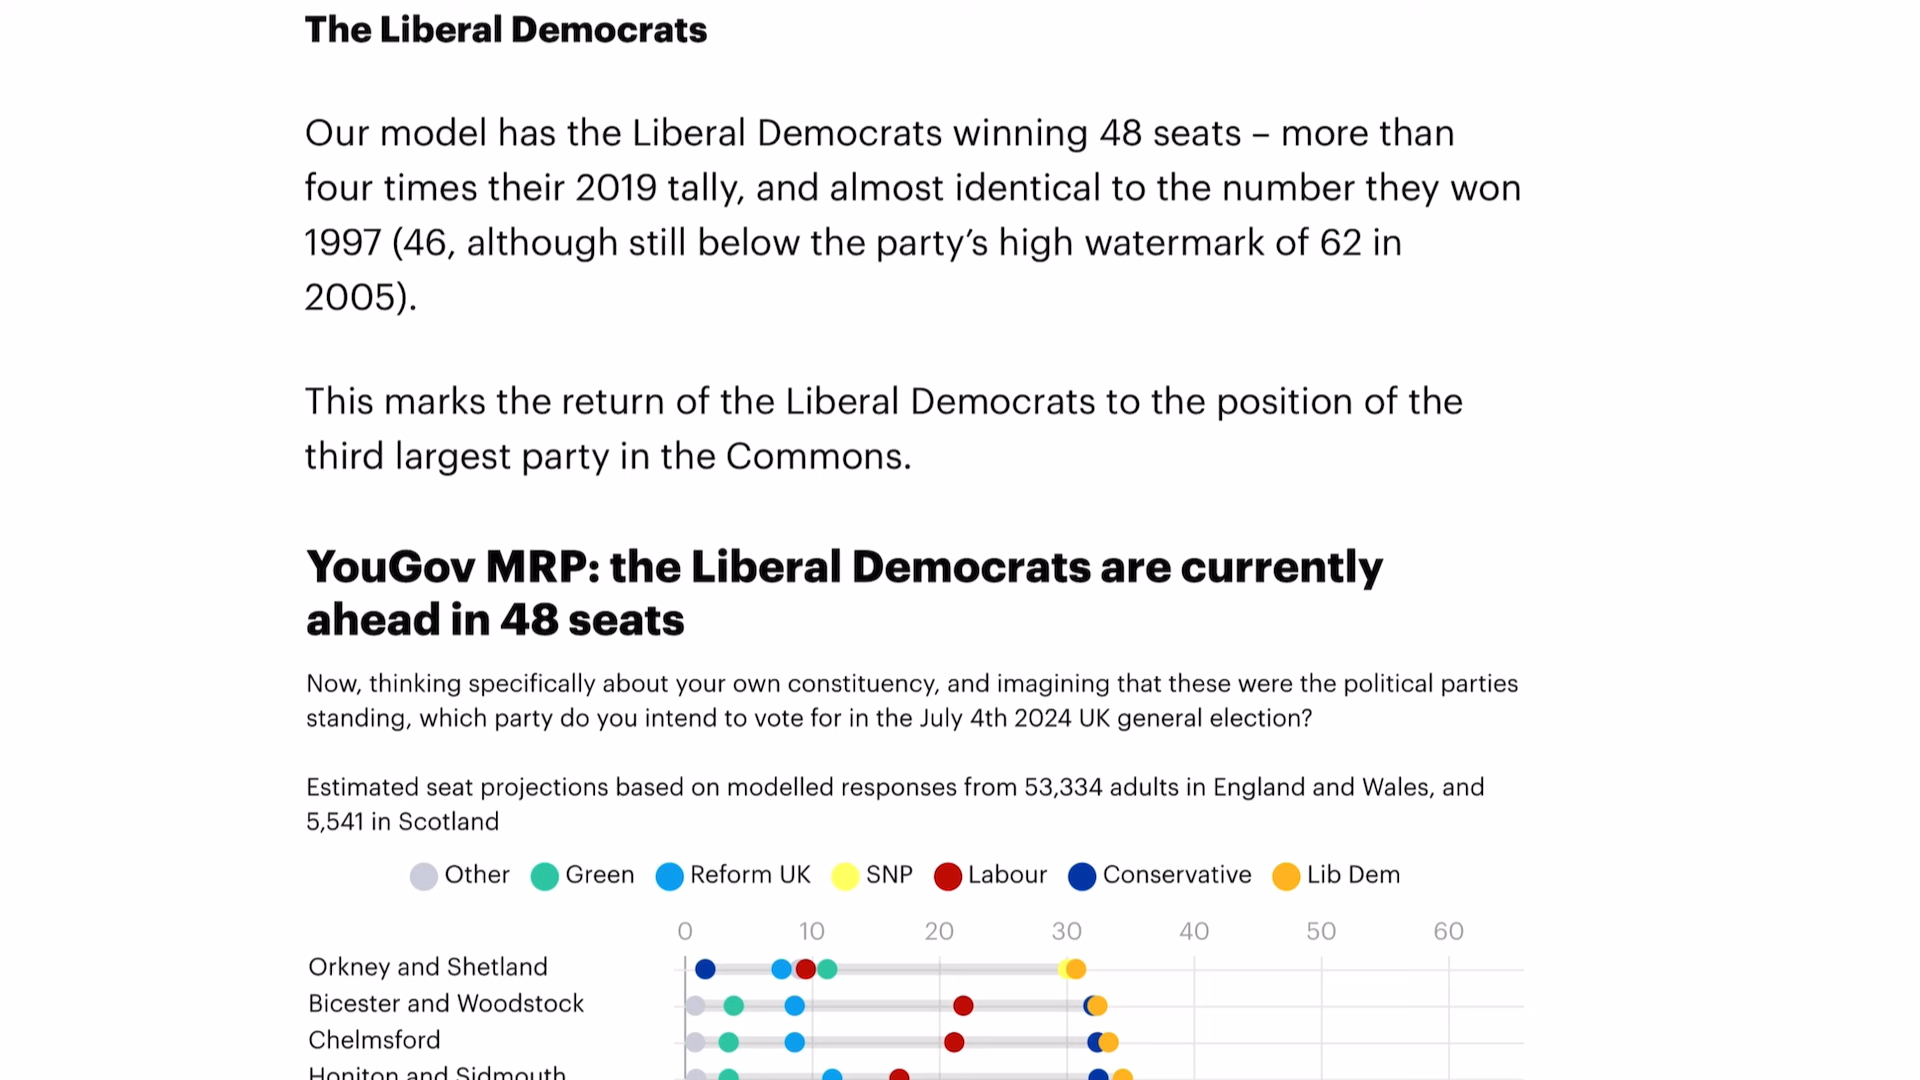 The Liberal Democrats
Our model has the Liberal Democrats winning 48 seats – more than
four times their 2019 tally, and almost identical to the number they won
1997 (46, although still below the party’s high watermark of 62 in
2005).
This marks the return of the Liberal Democrats to the position of the
third largest party in the Commons.
YouGov MRP: the Liberal Democrats are currently
ahead in 48 seats
Now, thinking specifically about your own constituency, and imagining that these were the political parties
standing, which party do you intend to vote for in the July 4th 2024 UK general election?
Estimated seat projections based on modelled responses from 53,334 adults in England and Wales, and
5,541 in Scotland
Other Green Reform UK SNP Labour Conservative Lib Dem
0 10 20 30 40 50 60
Orkney and Shetland
Bicester and Woodstock
Chelmsford
Honiton and Sidmouth